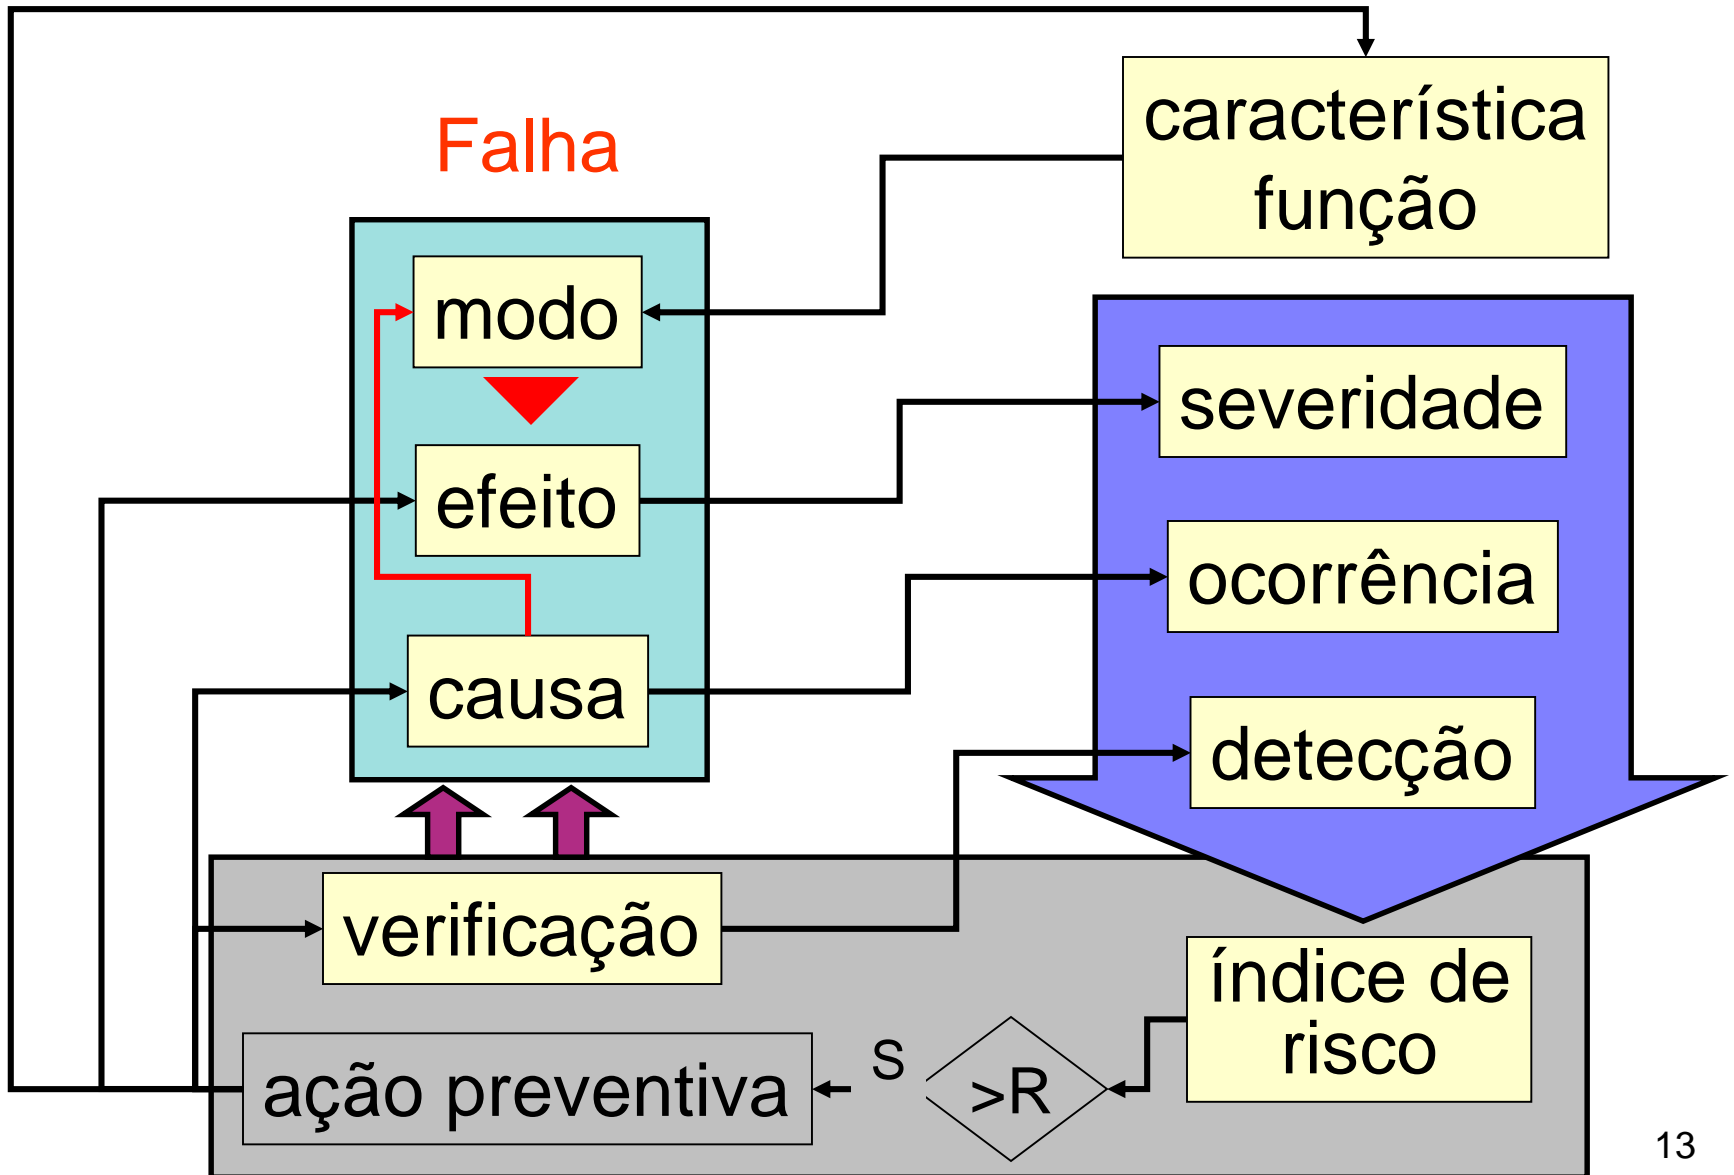 característica
função
Falha
modo
efeito
causa
severidade
ocorrência
detecção
verificação
índice de
risco
>R
S
ação preventiva
13